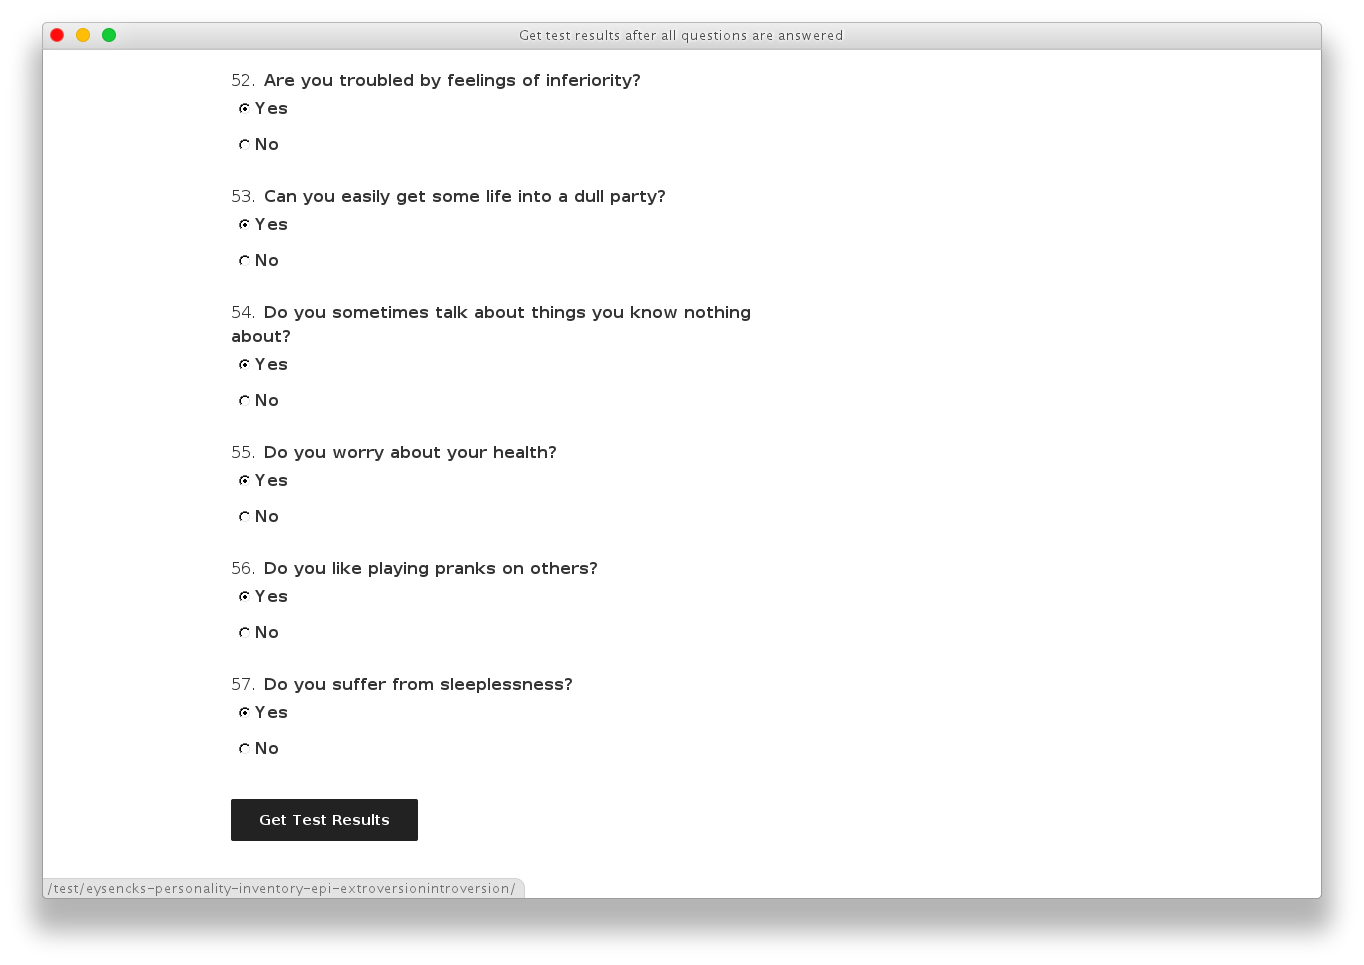 Get test results after all questions are answered
52. Are you troubled by feelings of inferiority?
Yes
No
53. Can you easily get some life into a dull party?
Yes
No
54. Do you sometimes talk about things you know nothing
about?
Yes
No
55. Do you worry about your health?
Yes
No
56. Do you like playing pranks on others?
Yes
No
57. Do you suffer from sleeplessness?
Yes
No
Get Test Results
/test/eysencks-personality-inventory-epi-extroversionintroversion/